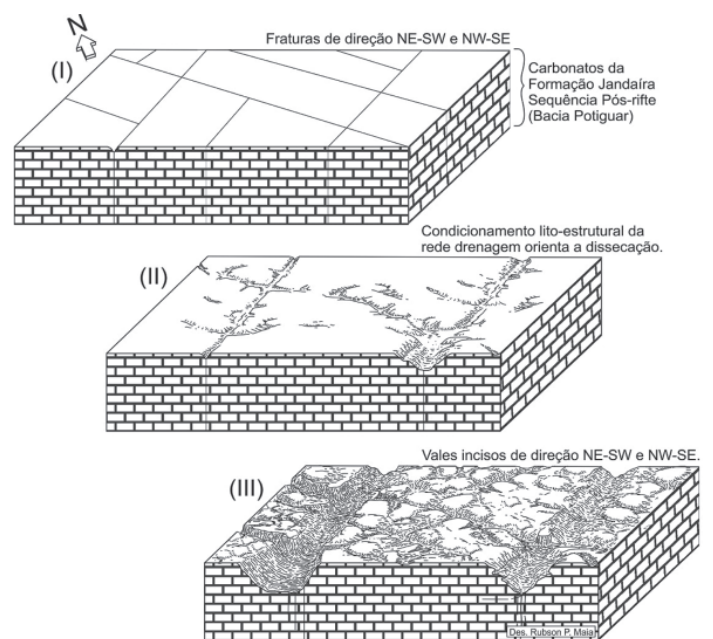 N
Fraturas de direção NE-SW e NW-SE
(I)
Carbonatos da
Formação Jandaíra
Sequência Pós-rifte
(Bacia Potiguar)
Condicionamento lito-estrutural da
rede drenagem orienta a dissecação.
(II)
Vales incisos de direção NE-SW e NW-SE.
(III)
Des. Rubson P. Maia